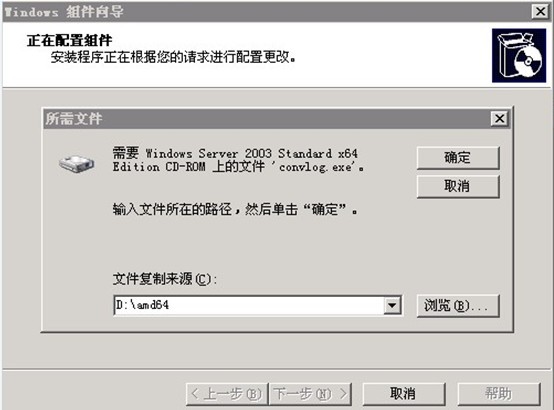 Windows 组件向导
正在配置组件
安装程序正在根据您的请求进行配置更改。
所需文件
需要 Windows Server 2003 Standard x64
Edition CD-ROM 上的文件 'convlog.exe'。
确定
取消
输入文件所在的路径，然后单击“确定”。
文件复制来源(C):
D:\amd64
浏览(B)...
< 上一步(B)
下一步(N) >
取消
帮助